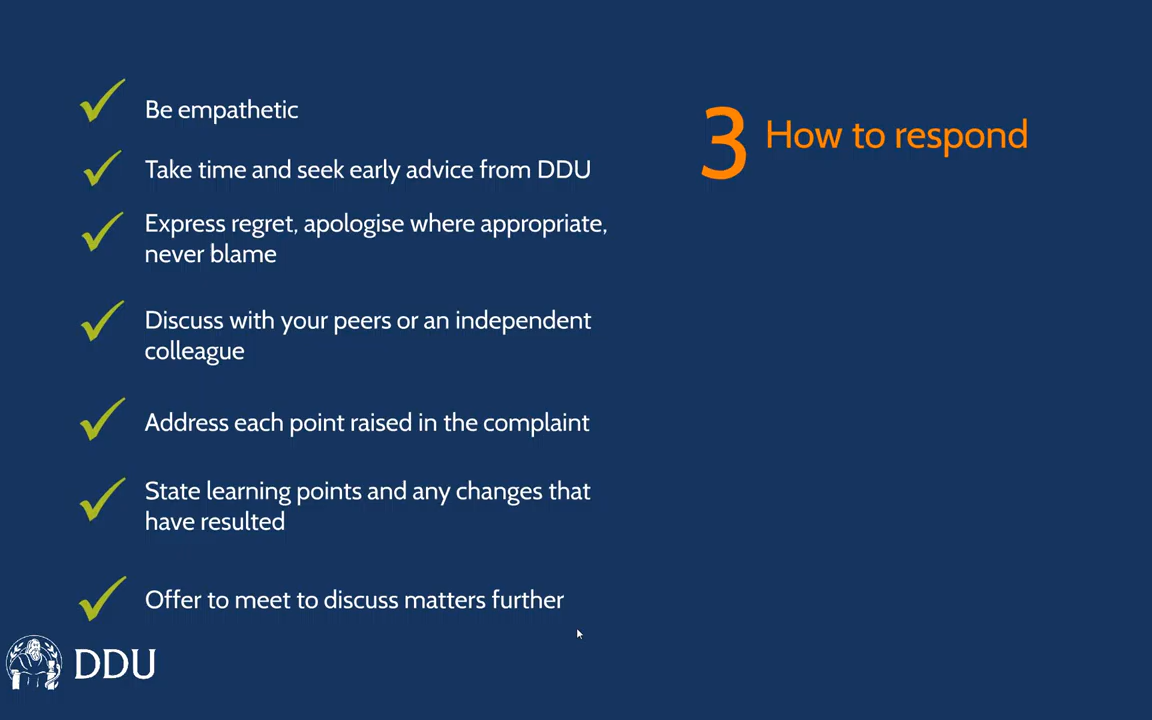 3 How to respond
Be empathetic
Take time and seek early advice from DDU
Express regret, apologise where appropriate,
never blame
Discuss with your peers or an independent
colleague
Address each point raised in the complaint
State learning points and any changes that
have resulted
Offer to meet to discuss matters further
DDU